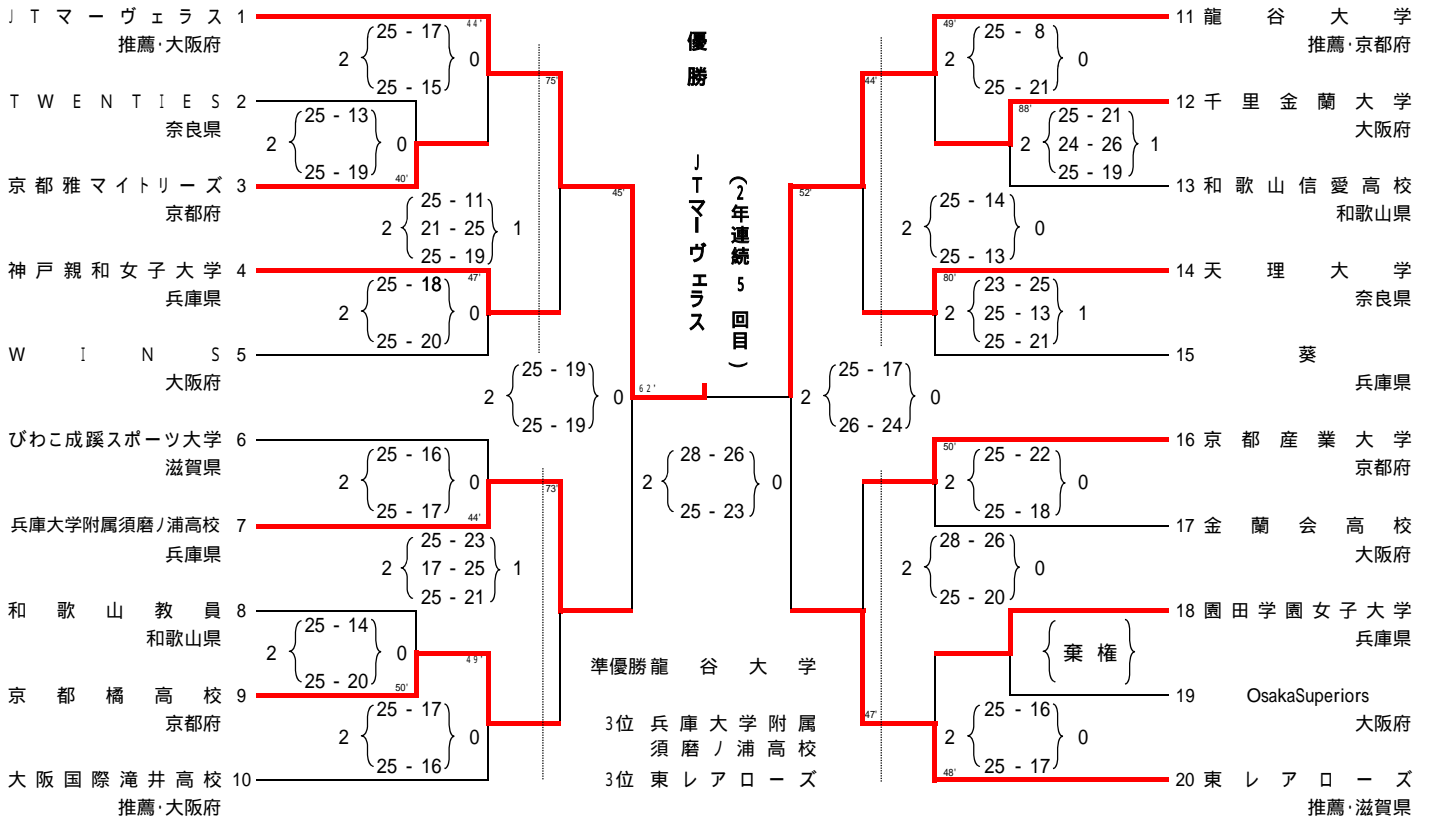 JTマーヴェラス 1
推薦・大阪府
TWENTIES 2
奈良県
京都雅マイトリーズ 3
京都府
神戸親和女子大学 4
兵庫県
WINS 5
大阪府
びわこ成蹊スポーツ大学 6
滋賀県
兵庫大学附属須磨ノ浦高校 7
兵庫県
和歌山教員 8
和歌山県
京都橘高校 9
京都府
大阪国際滝井高校 10
推薦・大阪府
25 - 17
2 0
25 - 15
44'
25 - 13
2 0
25 - 19
40'
25 - 11
2 21 - 25 1
25 - 19
75'
25 - 18
2 0
25 - 20
47'
25 - 19
2 0
25 - 19
45'
25 - 16
2 0
25 - 17
44'
25 - 23
2 17 - 25 1
25 - 21
73'
25 - 14
2 0
25 - 20
50'
25 - 17
2 0
25 - 16
49'
優勝
JTマーヴェラス
(2年連続 5回目)
62'
28 - 26
2 0
25 - 23
準優勝 龍谷大学
3位 兵庫大学附属
須磨ノ浦高校
3位 東レアローズ
49'
25 - 8
2 0
25 - 21
44'
88'
25 - 21
2 24 - 26 1
25 - 19
52'
25 - 14
2 0
25 - 13
80'
23 - 25
2 25 - 13 1
25 - 21
25 - 17
2 0
26 - 24
50'
25 - 22
2 0
25 - 18
28 - 26
2 0
25 - 20
47'
棄権
25 - 16
2 0
25 - 17
48'
11 龍谷大学
推薦・京都府
12 千里金蘭大学
大阪府
13 和歌山信愛高校
和歌山県
14 天理大学
奈良県
15 葵
兵庫県
16 京都産業大学
京都府
17 金蘭会高校
大阪府
18 園田学園女子大学
兵庫県
19 OsakaSuperiors
大阪府
20 東レアローズ
推薦・滋賀県